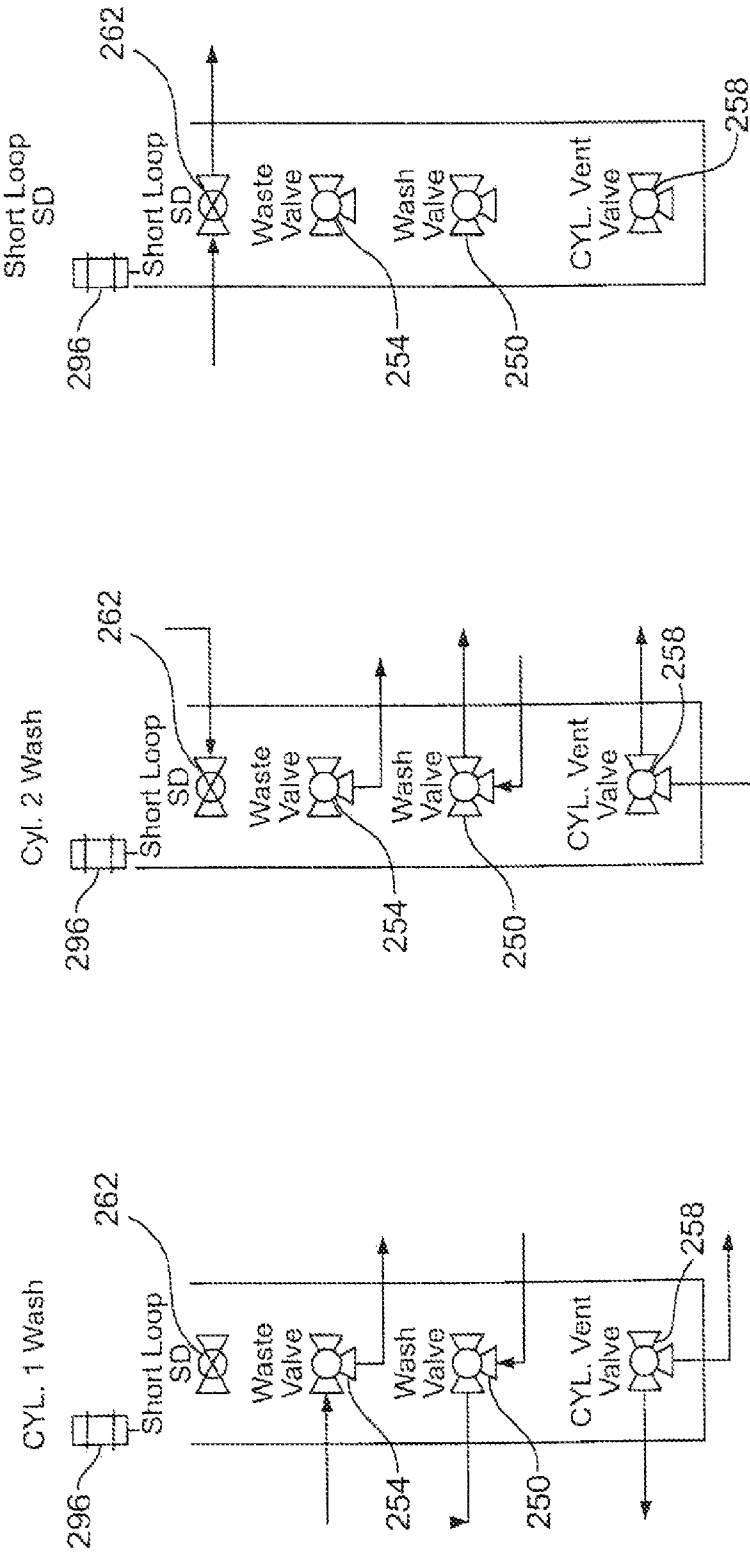 Short Loop
SD
296
Short Loop
SD
262
Waste
Valve
254
Wash
Valve
250
CYL. Vent
Valve
258
Cyl. 2 Wash
296
Short Loop
SD
262
Waste
Valve
254
Wash
Valve
250
CYL. Vent
Valve
258
CYL. 1 Wash
296
Short Loop
SD
262
Waste
Valve
254
Wash
Valve
250
CYL. Vent
Valve
258